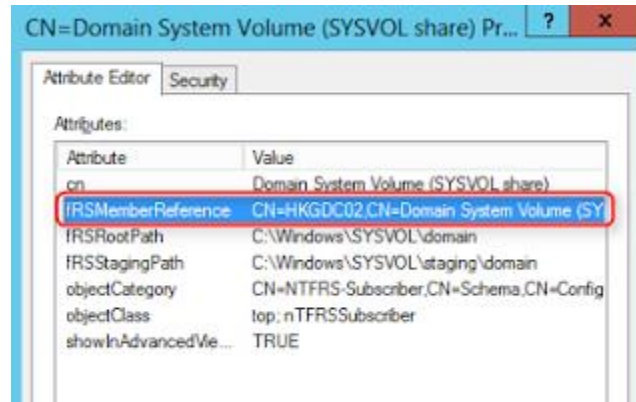 CN=Domain System Volume (SYSVOL share) Pr... ? x
Attribute Editor Security
Attributes:
Attribute Value
cn Domain System Volume (SYSVOL share)
fRSMemberReference CN=HKGDC02,CN=Domain System Volume (SY
fRSRootPath C:\Windows\SYSVOL\domain
fRSStagingPath C:\Windows\SYSVOL\staging\domain
objectCategory CN=NTFRS-Subscriber,CN=Schema,CN=Config
objectClass top; nTFRSSubscriber
showInAdvancedVie... TRUE